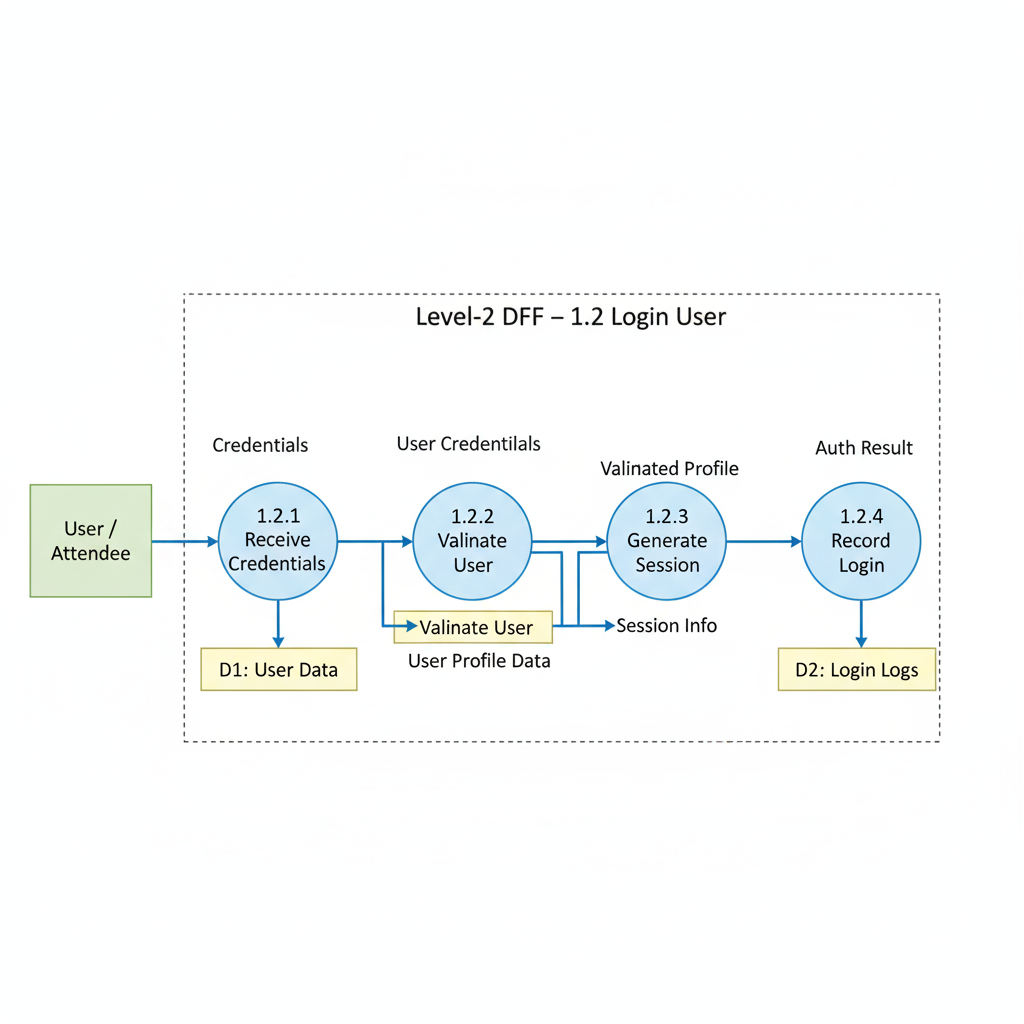 Level-2 DFF – 1.2 Login User
Credentials
User Credentilals
Valinated Profile
Auth Result
User /
Attendee
1.2.1
Receive
Credentials
1.2.2
Valinate
User
1.2.3
Generate
Session
1.2.4
Record
Login
Valinate User
Session Info
User Profile Data
D1: User Data
D2: Login Logs